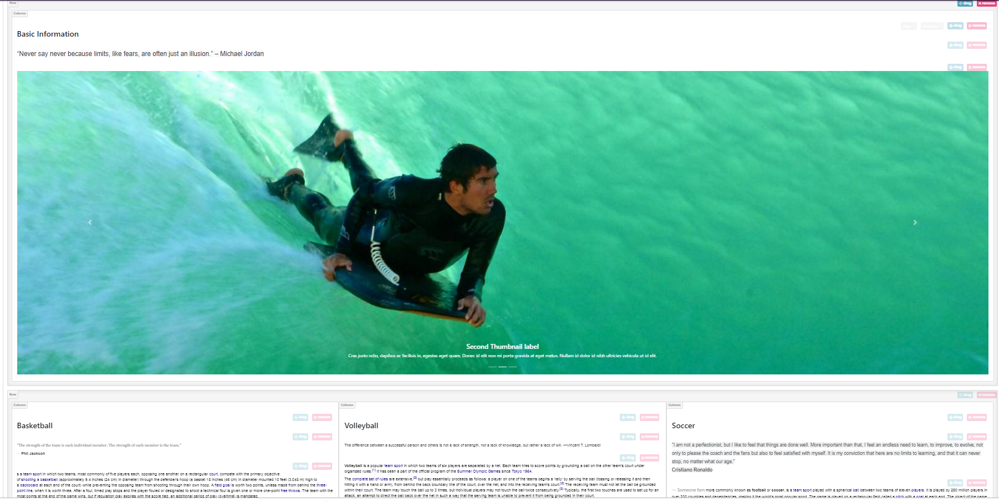 Row
drag remove
Column
drag remove
Basic Information
drag remove
“Never say never because limits, like fears, are often just an illusion.” – Michael Jordan
drag remove
Second Thumbnail label
Cras justo odio, dapibus ac facilisis in, egestas eget quam. Donec id elit non mi porta gravida at eget metus. Nullam id dolor id nibh ultricies vehicula ut id elit.
Row
drag remove
Column
drag remove
Basketball
drag remove
"The strength of the team is each individual member. The strength of each member is the team."
Phil Jackson
drag remove
s a team sport in which two teams, most commonly of five players each, opposing one another on a rectangular court, compete with the primary objective
of shooting a basketball (approximately 9.4 inches (24 cm) in diameter) through the defender's hoop (a basket 18 inches (46 cm) in diameter mounted 10 feet (3.048 m) high to
a backboard at each end of the court) while preventing the opposing team from shooting through their own hoop. A field goal is worth two points, unless made from behind the three-
point line, when it is worth three. After a foul, timed play stops and the player fouled or designated to shoot a technical foul is given one or more one-point free throws. The team with the
most points at the end of the game wins, but if regulation play expires with the score tied, an additional period of play (overtime) is mandated.
Column
drag remove
Volleyball
drag remove
The difference between a successful person and others is not a lack of strength, not a lack of knowledge, but rather a lack of will. —Vincent T. Lombardi
drag remove
Volleyball is a popular team sport in which two teams of six players are separated by a net. Each team tries to score points by grounding a ball on the other team's court under
organized rules.[1] It has been a part of the official program of the Summer Olympic Games since Tokyo 1964.
The complete set of rules are extensive,[2] but play essentially proceeds as follows: a player on one of the teams begins a 'rally' by serving the ball (tossing or releasing it and then
hitting it with a hand or arm), from behind the back boundary line of the court, over the net, and into the receiving team's court.[3] The receiving team must not let the ball be grounded
within their court. The team may touch the ball up to 3 times, but individual players may not touch the ball twice consecutively.[3] Typically, the first two touches are used to set up for an
attack, an attempt to direct the ball back over the net in such a way that the serving team is unable to prevent it from being grounded in their court.
Column
drag remove
Soccer
drag remove
"I am not a perfectionist, but I like to feel that things are done well. More important than that, I feel an endless need to learn, to improve, to evolve, not
only to please the coach and the fans but also to feel satisfied with myself. It is my conviction that here are no limits to learning, and that it can never
stop, no matter what our age."
Cristiano Ronaldo
drag remove
— Someone fam more commonly known as football or soccer, is a team sport played with a spherical ball between two teams of eleven players. It is played by 250 million players in
over 200 countries and dependencies, making it the world's most popular sport. The game is played on a rectangular field called a pitch with a goal at each end. The object of the game